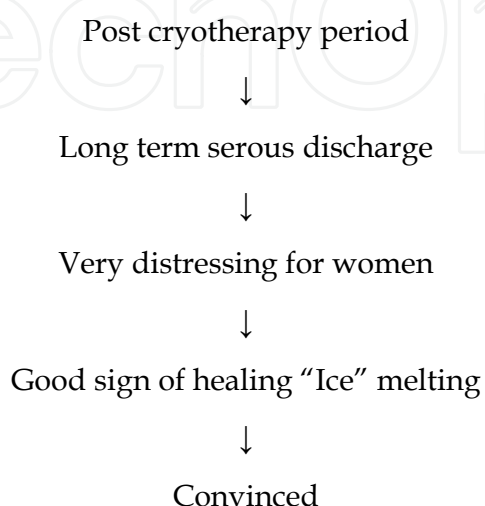 Post cryotherapy period
↓
Long term serous discharge
↓
Very distressing for women
↓
Good sign of healing “Ice” melting
↓
Convinced